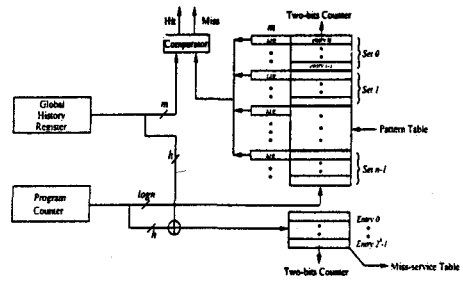 Two-bits Counter
Hit
Miss
Comparator
m
Set 0
Set 1
Global
History
Register
m
Pattern Table
h
Set n-1
Program
Counter
logn
h
Entry 0
Entry 2^h-1
Two-bits Counter
Miss-service Table